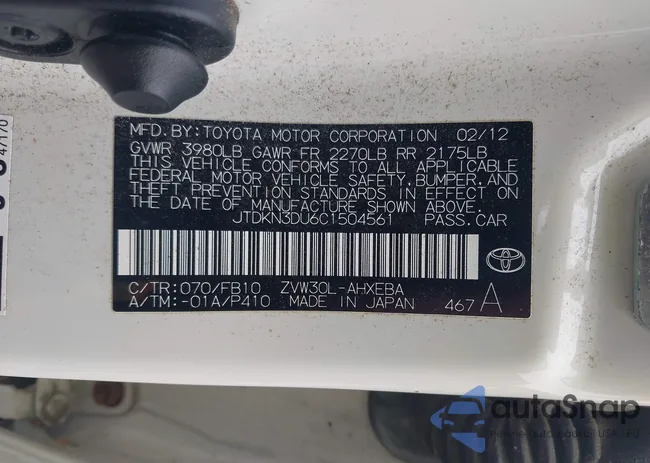 MFD. BY: TOYOTA MOTOR CORPORATION 02/12
GVWR 3980LB GAWR FR 2270LB RR 2175LB
THIS VEHICLE CONFORMS TO ALL APPLICABLE
FEDERAL MOTOR VEHICLE SAFETY, BUMPER, AND
THEFT PREVENTION STANDARDS IN EFFECT ON
THE DATE OF MANUFACTURE SHOWN ABOVE.
JTDKN3DU6C1504561 PASS. CAR
C/TR: 070/FB10 ZVW30L-AHXEBA
A/TM: -01A/P410 MADE IN JAPAN 467 A
47170
autoSnap